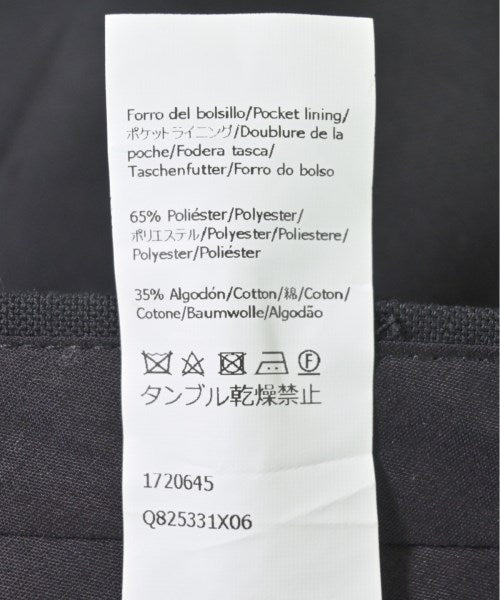 Forro del bolsillo/Pocket lining/
ポケットライニング/Doublure de la
poche/Fodera tasca/
Taschenfutter/Forro do bolso
65% Poliéster/Polyester/
ポリエステル/Polyester/Poliestere/
Polyester/Poliéster
35% Algodón/Cotton/綿/Coton/
Cotone/Baumwolle/Algodão
F
タンブル乾燥禁止
1720645
Q825331X06